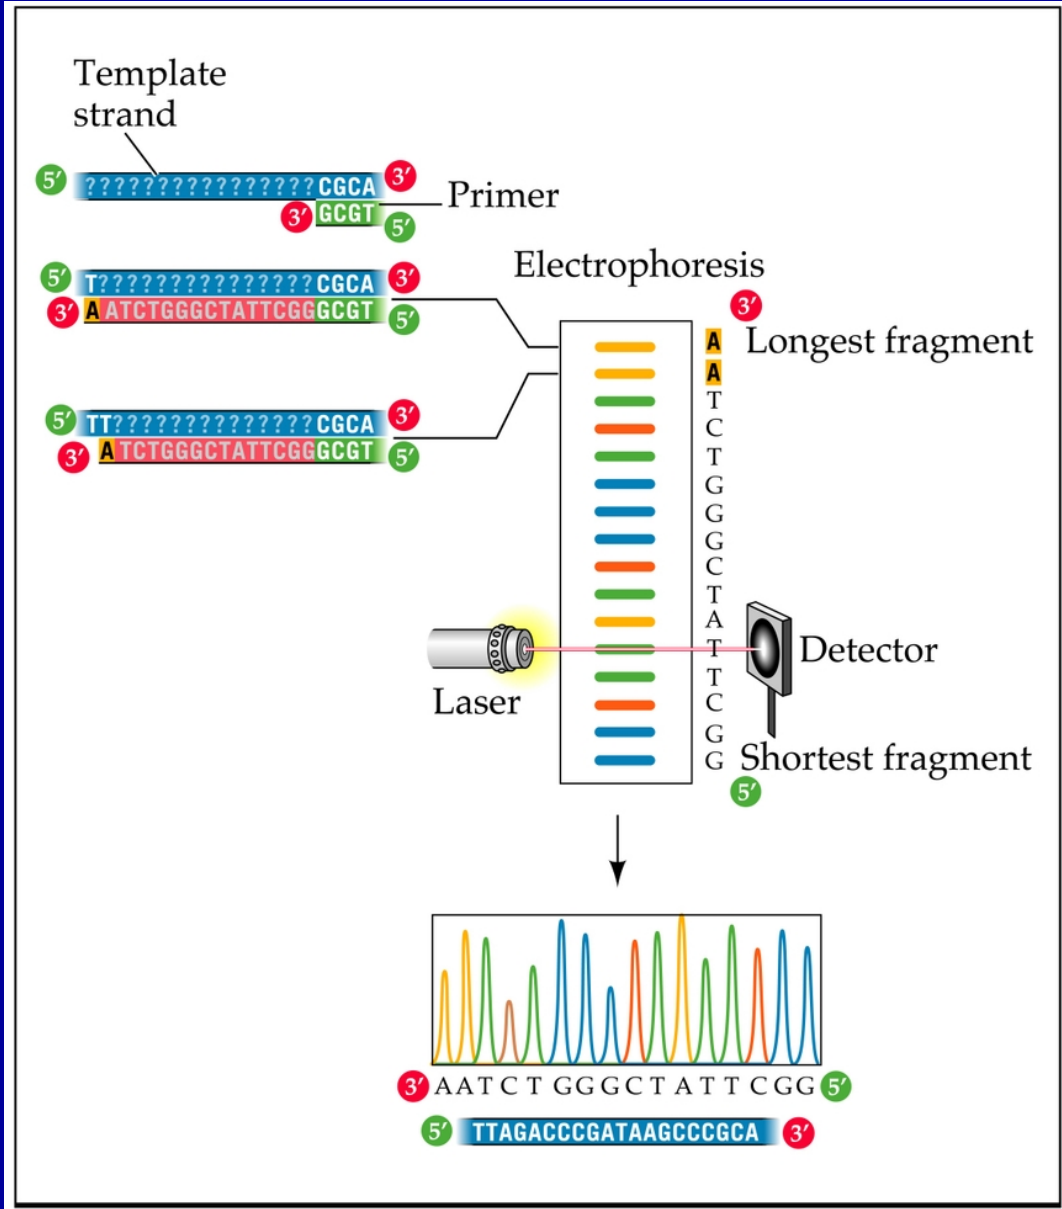 Template
strand
5′ ????????????????CGCA 3′
3′ GCGT 5′
Primer
5′ T???????????????CGCA 3′
3′ AATCTGGGCTATTCGGGCGT 5′
5′ TT??????????????CGCA 3′
3′ ATCTGGGCTATTCGGGCGT 5′
Electrophoresis
3′
A Longest fragment
A
T
C
T
G
G
G
C
T
A
T
T
C
G
G Shortest fragment
5′
Laser
Detector
3′ AATCTGGGCTATTCGG 5′
5′ TTAGACCCGATAAGCCCGCA 3′